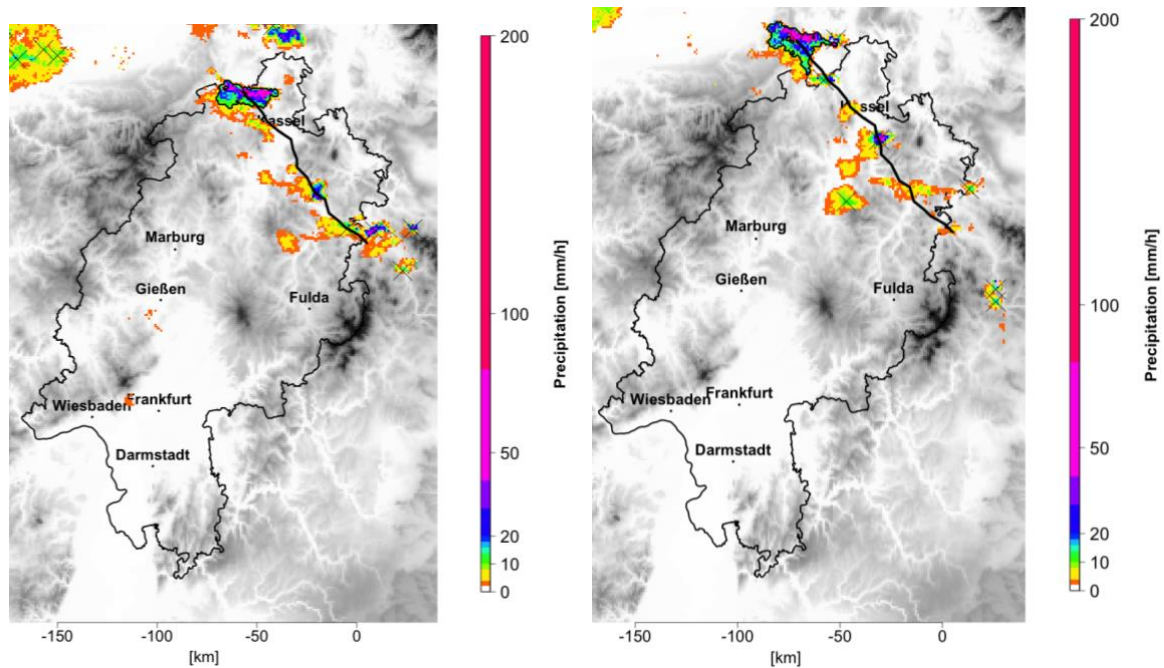 200
Kassel
Marburg
Gießen
Fulda
Wiesbaden
Frankfurt
Darmstadt
100
50
20
10
0
Precipitation [mm/h]
-150
-100
-50
0
[km]
200
Kassel
Marburg
Gießen
Fulda
Wiesbaden
Frankfurt
Darmstadt
100
50
20
10
0
Precipitation [mm/h]
-150
-100
-50
0
[km]